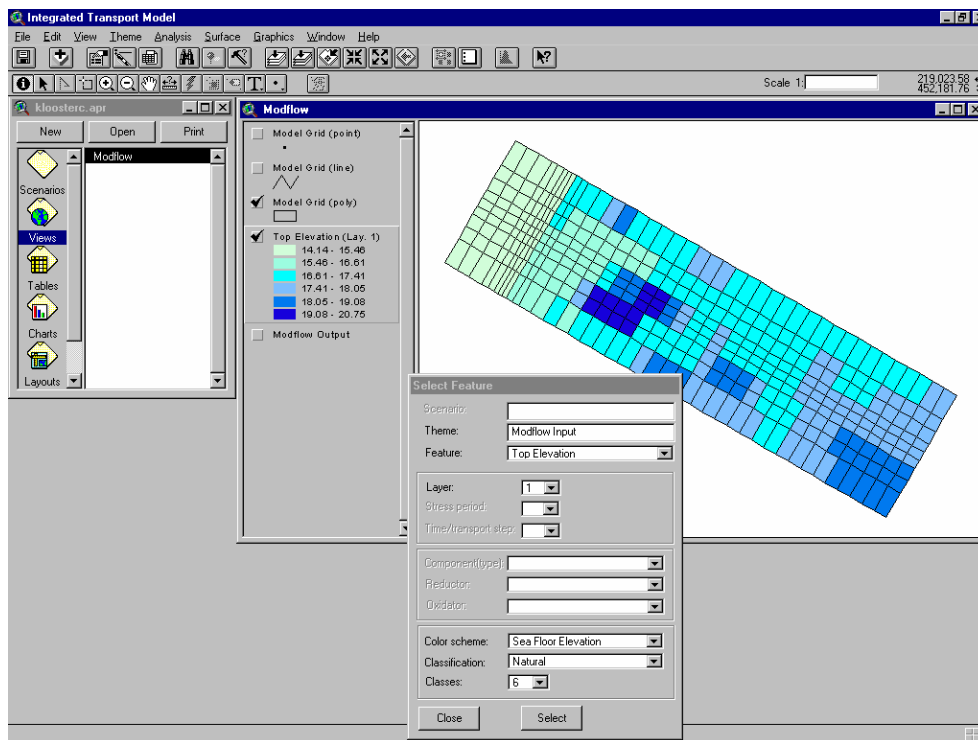 Integrated Transport Model
File Edit View Theme Analysis Surface Graphics Window Help
Scale 1:
219,023.58
452,181.76
kloosterc.apr
New Open Print
Modflow
Scenarios
Views
Tables
Charts
Layouts
Modflow
Model Grid (point)
Model Grid (line)
Model Grid (poly)
Top Elevation (Lay. 1)
14.14 - 15.46
15.46 - 16.61
16.61 - 17.41
17.41 - 18.05
18.05 - 19.08
19.08 - 20.75
Modflow Output
Select Feature
Scenario:
Theme: Modflow Input
Feature: Top Elevation
Layer: 1
Stress period:
Time/transport step:
Component(type):
Reductor:
Oxidator:
Color scheme: Sea Floor Elevation
Classification: Natural
Classes: 6
Close Select